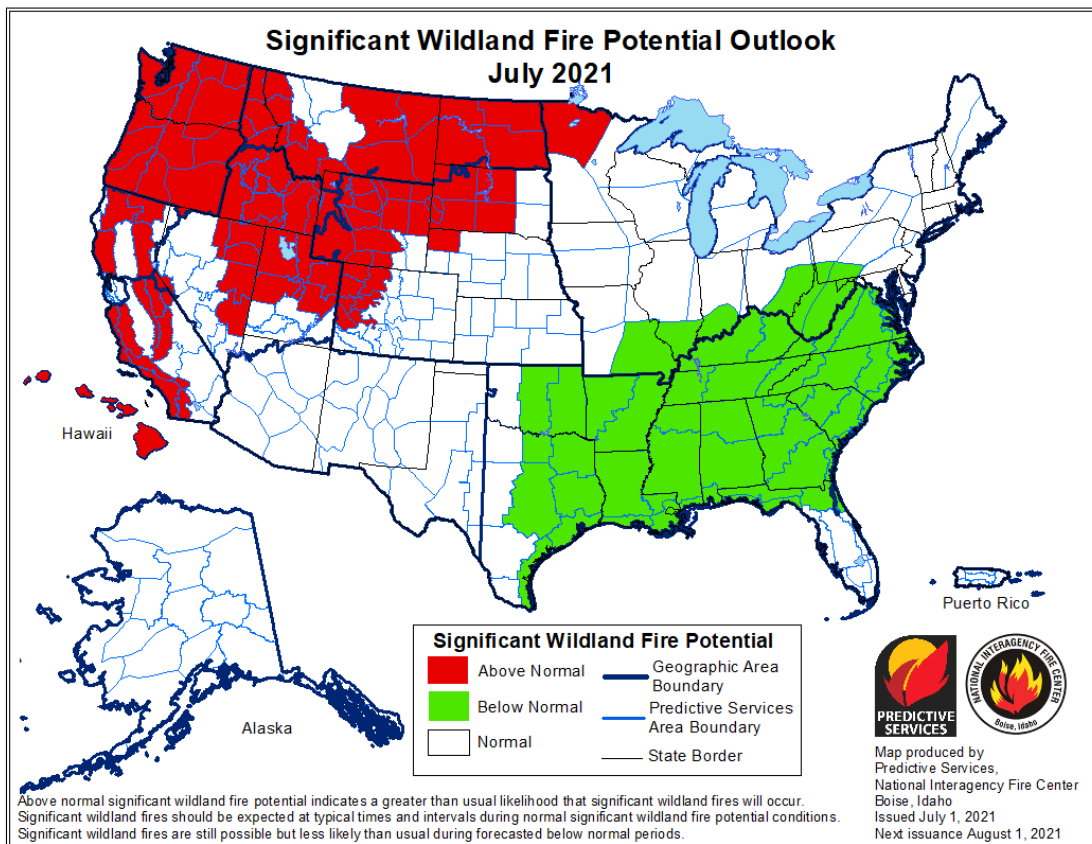 Significant Wildland Fire Potential Outlook
July 2021
Hawaii
Alaska
Puerto Rico
Significant Wildland Fire Potential
Above Normal
Below Normal
Normal
Geographic Area
Boundary
Predictive Services
Area Boundary
State Border
PREDICTIVE
SERVICES
NATIONAL INTERAGENCY FIRE CENTER
Boise, Idaho
Map produced by
Predictive Services,
National Interagency Fire Center
Boise, Idaho
Issued July 1, 2021
Next issuance August 1, 2021
Above normal significant wildland fire potential indicates a greater than usual likelihood that significant wildland fires will occur.
Significant wildland fires should be expected at typical times and intervals during normal significant wildland fire potential conditions.
Significant wildland fires are still possible but less likely than usual during forecasted below normal periods.